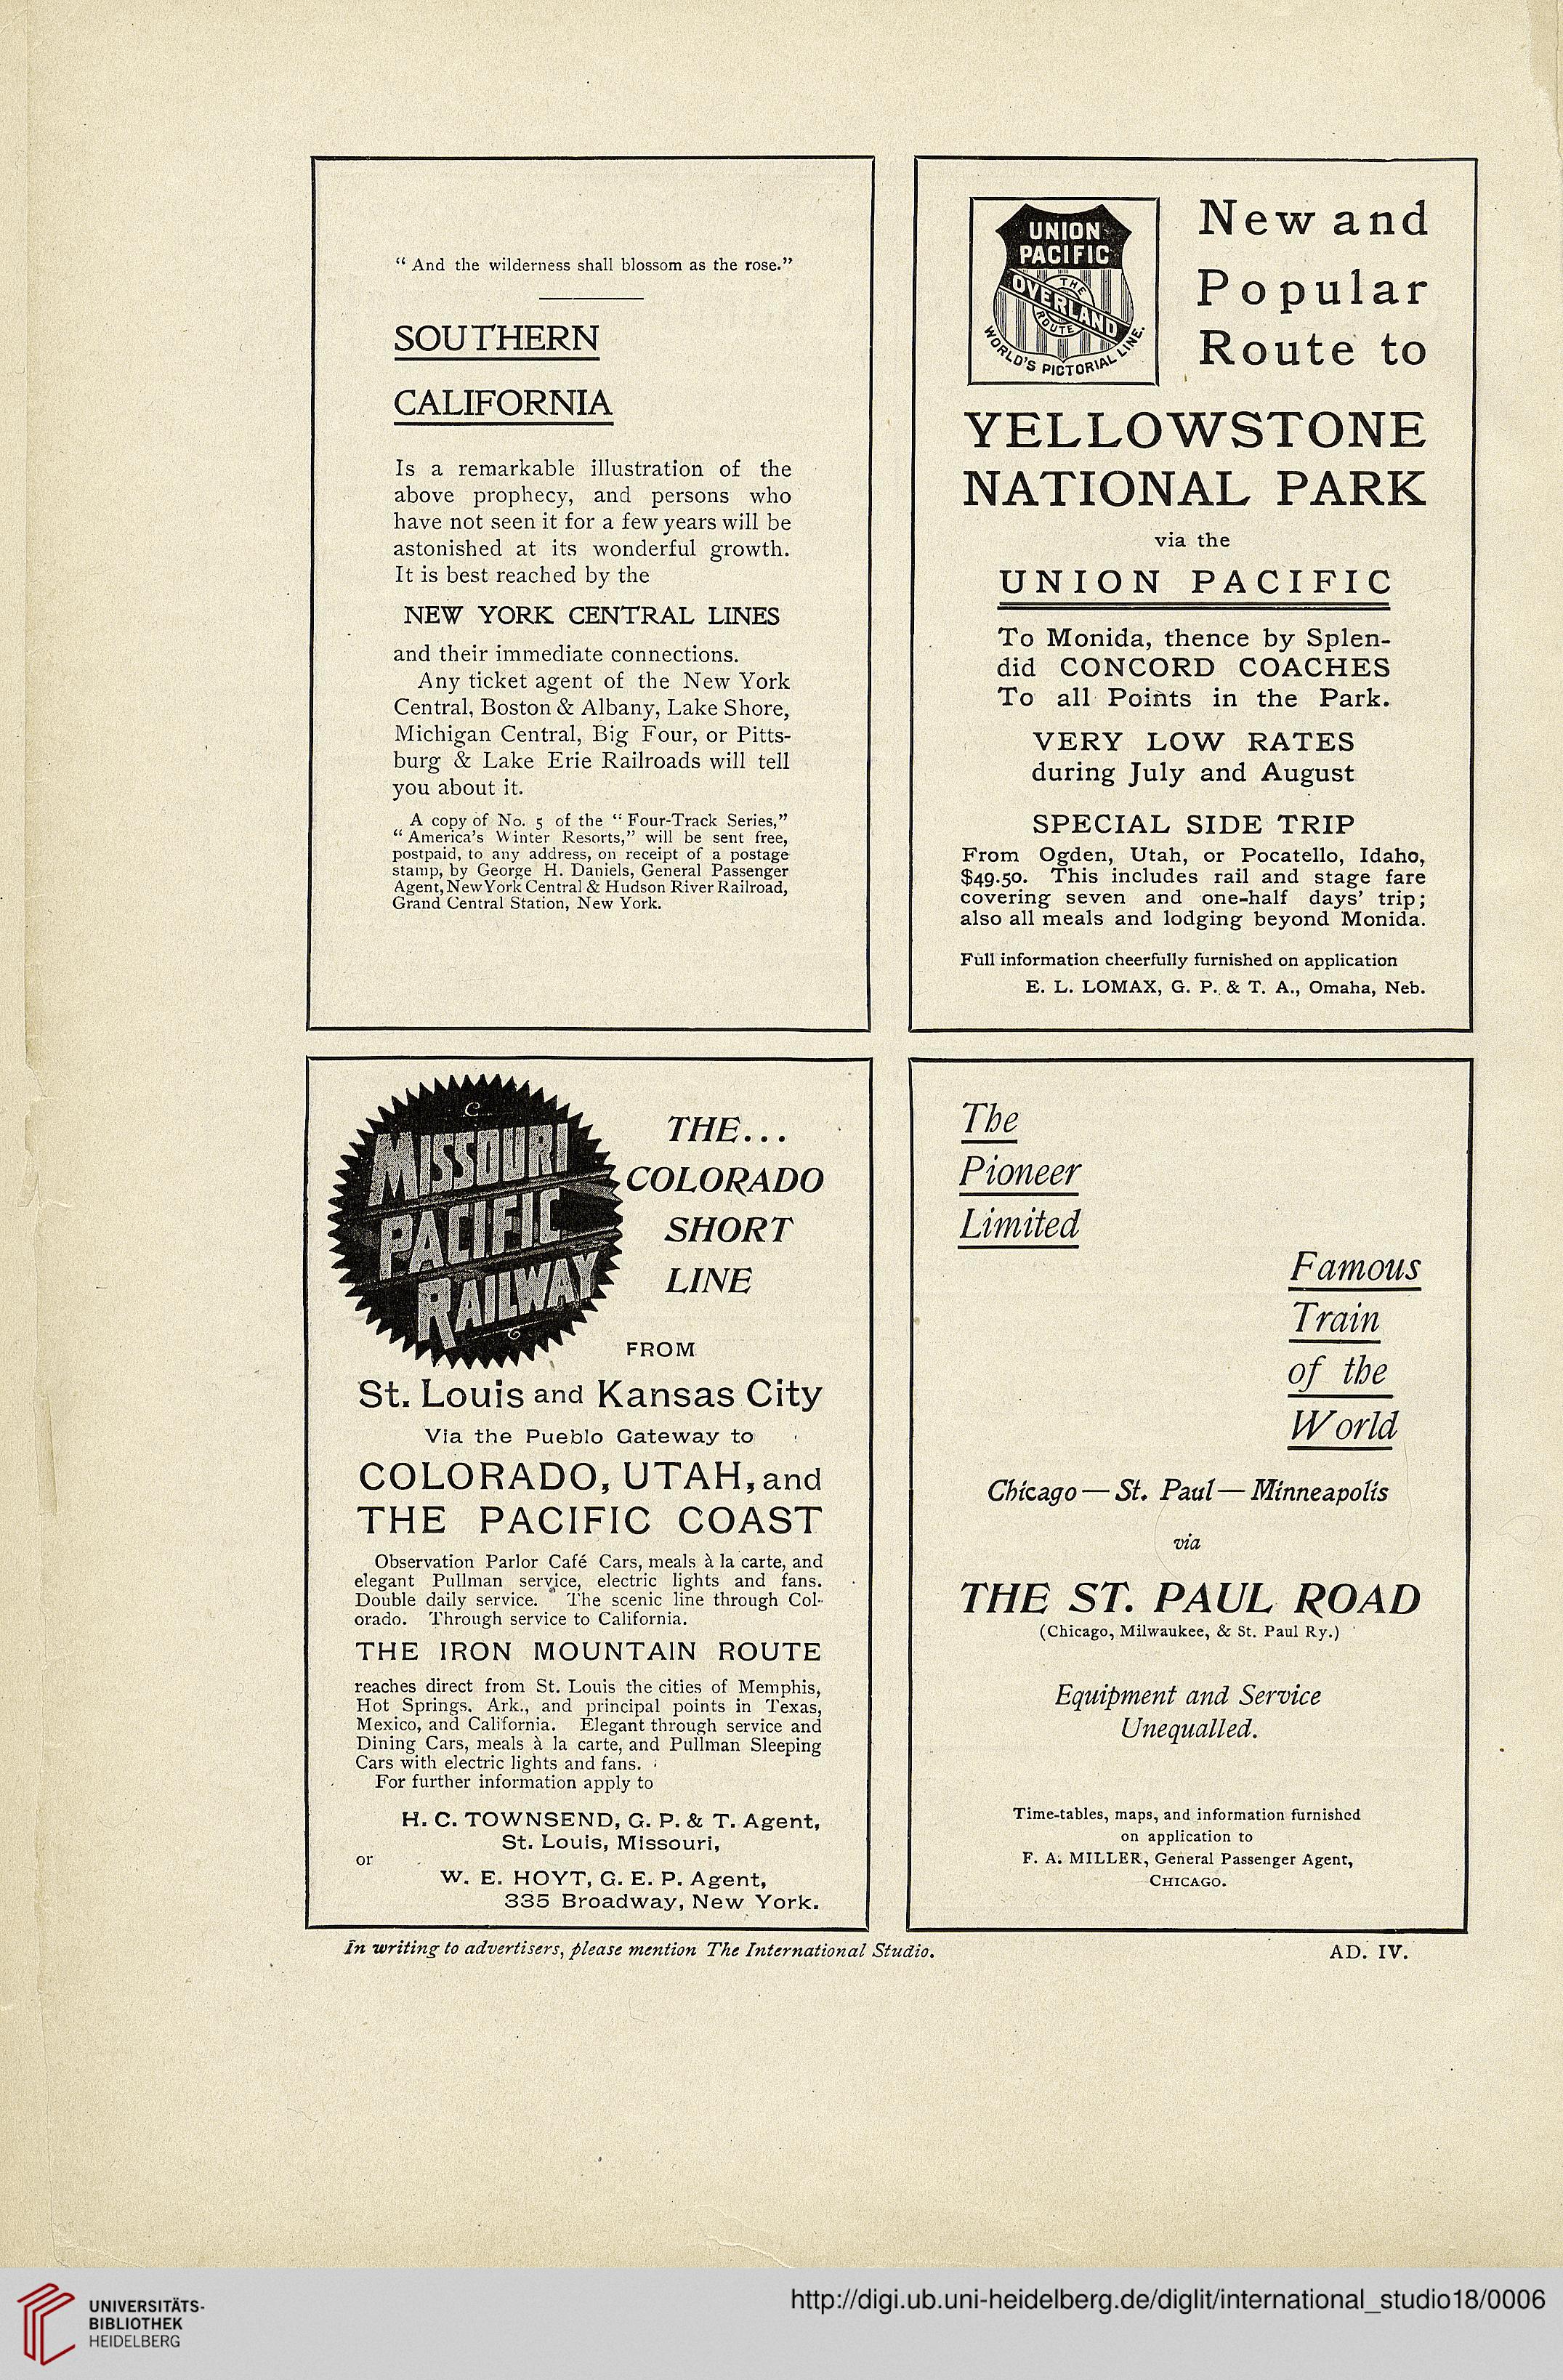 “And the wilderness shall blossom as the rose.”
SOUTHERN
CALIFORNIA
Is a remarkable illustration of the
above prophecy, and persons who
have not seen it for a few years will be
astonished at its wonderful growth.
It is best reached by the
NEW YORK CENTRAL LINES
and their immediate connections.
Any ticket agent of the New York
Central, Boston & Albany, Lake Shore,
Michigan Central, Big Four, or Pitts-
burg & Lake Erie Railroads will tell
you about it.
A copy of No. 5 of the “Four-Track Series,”
“America's Winter Resorts,” will be sent free,
postpaid, to any address, on receipt of a postage
stamp, by George H. Daniels, General Passenger
Agent, New York Central & Hudson River Railroad,
Grand Central Station, New York.
UNION
PACIFIC
THE
OVERLAND
ROUTE
WORLD'S PICTORIAL LINE.
New and
Popular
Route to
YELLOWSTONE
NATIONAL PARK
via the
UNION PACIFIC
To Monida, thence by Splen-
did CONCORD COACHES
To all Points in the Park.
VERY LOW RATES
during July and August
SPECIAL SIDE TRIP
From Ogden, Utah, or Pocatello, Idaho,
$49.50. This includes rail and stage fare
covering seven and one-half days' trip;
also all meals and lodging beyond Monida.
Full information cheerfully furnished on application
E. L. LOMAX, G. P. & T. A., Omaha, Neb.
MISSOURI
PACIFIC
RAILWAY
THE...
COLORADO
SHORT
LINE
FROM
St. Louis and Kansas City
Via the Pueblo Gateway to
COLORADO, UTAH, and
THE PACIFIC COAST
Observation Parlor Café Cars, meals à la carte, and
elegant Pullman service, electric lights and fans.
Double daily service. The scenic line through Col-
orado. Through service to California.
THE IRON MOUNTAIN ROUTE
reaches direct from St. Louis the cities of Memphis,
Hot Springs, Ark., and principal points in Texas,
Mexico, and California. Elegant through service and
Dining Cars, meals à la carte, and Pullman Sleeping
Cars with electric lights and fans.
For further information apply to
H. C. TOWNSEND, G. P. & T. Agent,
St. Louis, Missouri,
or
W. E. HOYT, G. E. P. Agent,
335 Broadway, New York.
The
Pioneer
Limited
Famous
Train
of the
World
Chicago—St. Paul—Minneapolis
via
THE ST. PAUL ROAD
(Chicago, Milwaukee, & St. Paul Ry.)
Equipment and Service
Unequalled.
Time-tables, maps, and information furnished
on application to
F. A. MILLER, General Passenger Agent,
CHICAGO.
In writing to advertisers, please mention The International Studio.
AD. IV.
UNIVERSITÄTS-
BIBLIOTHEK
HEIDELBERG
http://digi.ub.uni-heidelberg.de/diglit/international_studio18/0006